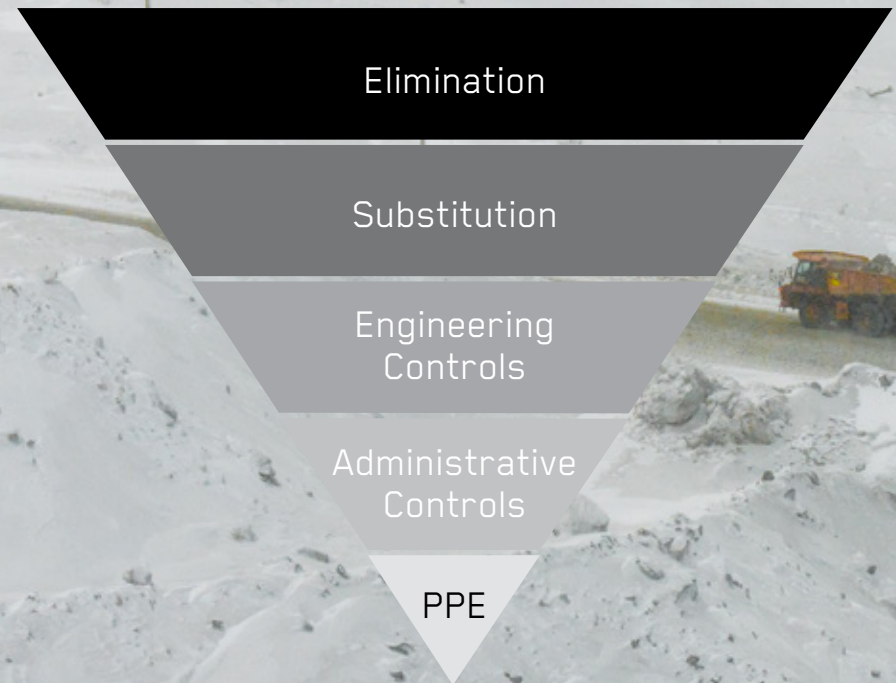 Elimination
Substitution
Engineering
Controls
Administrative
Controls
PPE